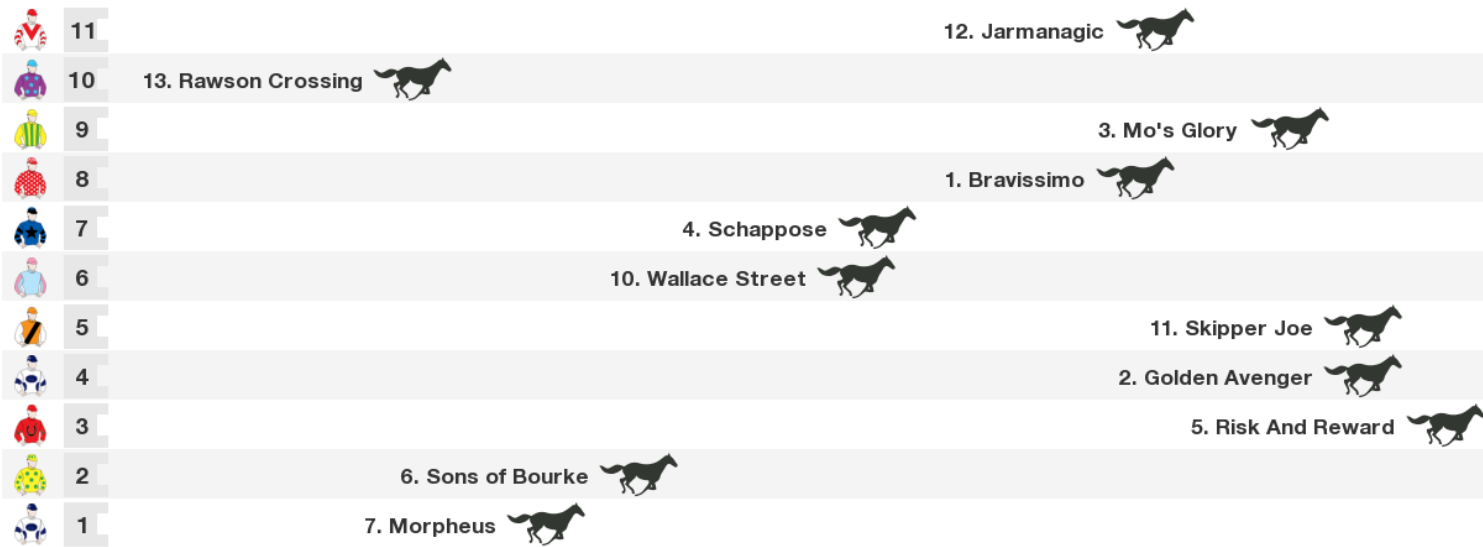 11 12. Jarmanagic
10 13. Rawson Crossing
9 3. Mo's Glory
8 1. Bravissimo
7 4. Schappose
6 10. Wallace Street
5 11. Skipper Joe
4 2. Golden Avenger
3 5. Risk And Reward
2 6. Sons of Bourke
1 7. Morpheus